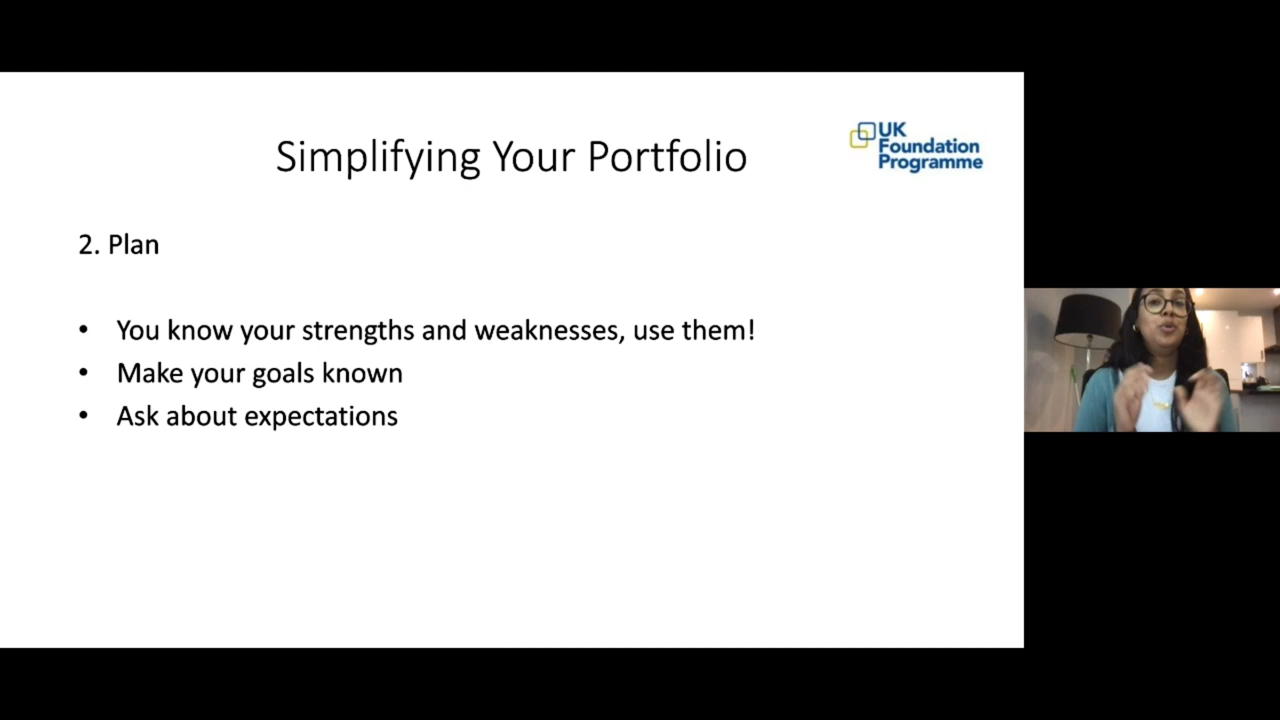 Simplifying Your Portfolio
UK
Foundation
Programme
2. Plan
• You know your strengths and weaknesses, use them!
• Make your goals known
• Ask about expectations